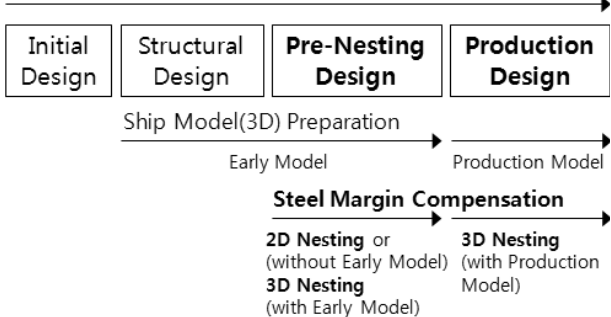 Initial
Design
Structural
Design
Pre-Nesting
Design
Production
Design
Ship Model(3D) Preparation
Early Model
Production Model
Steel Margin Compensation
2D Nesting or
(without Early Model)
3D Nesting
(with Early Model)
3D Nesting
(with Production
Model)